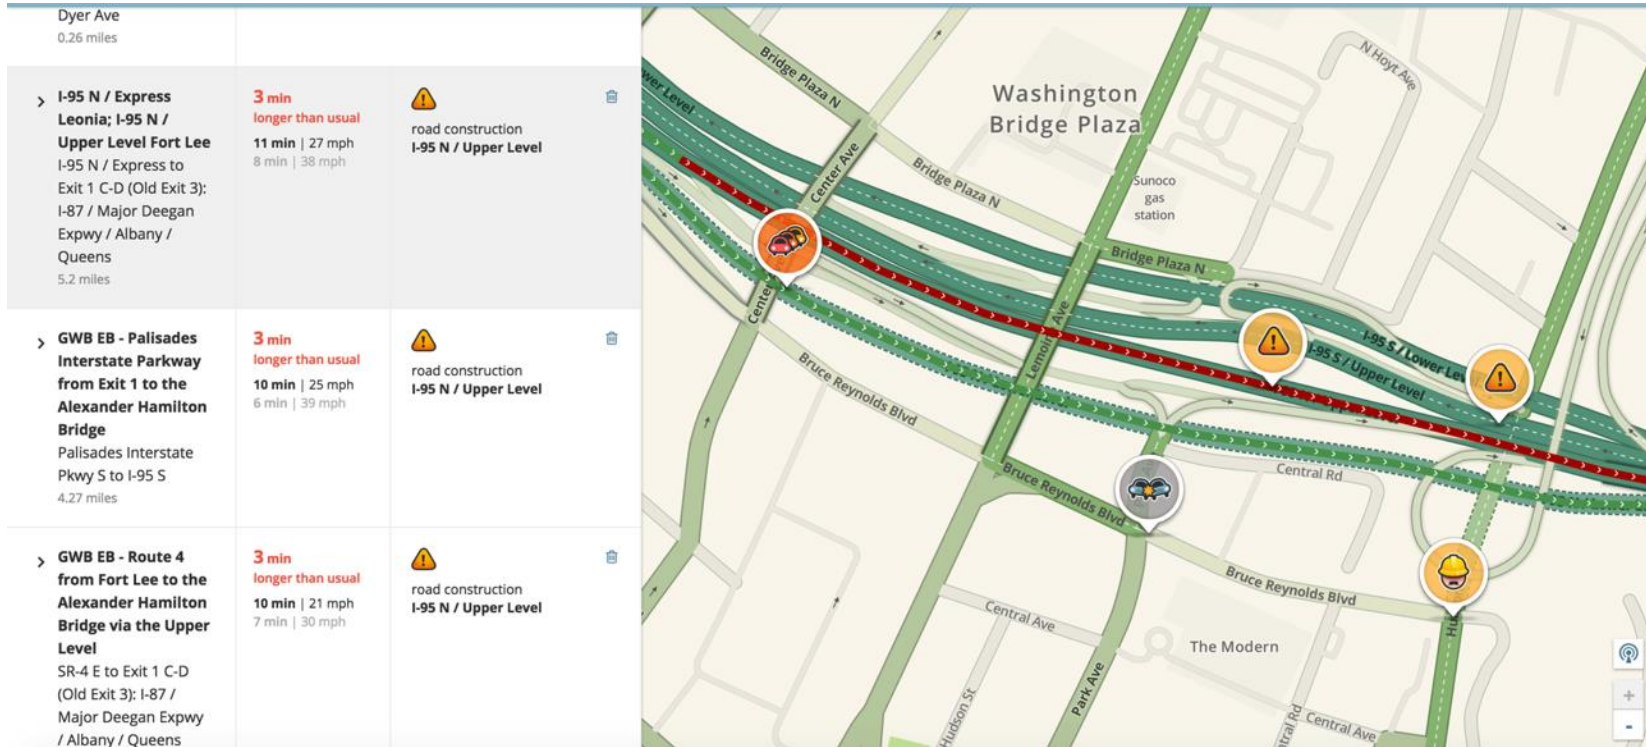 Dyer Ave
0.26 miles
I-95 N / Express
Leonia; I-95 N /
Upper Level Fort Lee
I-95 N / Express to
Exit 1 C-D (Old Exit 3):
I-87 / Major Deegan
Expwy / Albany /
Queens
5.2 miles
3 min
longer than usual
11 min | 27 mph
8 min | 38 mph
road construction
I-95 N / Upper Level
GWB EB - Palisades
Interstate Parkway
from Exit 1 to the
Alexander Hamilton
Bridge
Palisades Interstate
Pkwy S to I-95 S
4.27 miles
3 min
longer than usual
10 min | 25 mph
6 min | 39 mph
road construction
I-95 N / Upper Level
GWB EB - Route 4
from Fort Lee to the
Alexander Hamilton
Bridge via the Upper
Level
SR-4 E to Exit 1 C-D
(Old Exit 3): I-87 /
Major Deegan Expwy
/ Albany / Queens
3 min
longer than usual
10 min | 21 mph
7 min | 30 mph
road construction
I-95 N / Upper Level
Bridge Plaza N
N Hoyt Ave
Washington
Bridge Plaza
Level
Center Ave
Bridge Plaza N
Sunoco
gas
station
Bridge Plaza N
Center
Lemoine Ave
I-95 S / Lower Lev
I-95 S / Upper Level
Bruce Reynolds Blvd
Central Rd
Bruce Reynolds Blvd
Bruce Reynolds Blvd
Central Ave
Hu
The Modern
Park Ave
Hudson St
ntral Rd
Central Ave
+
-